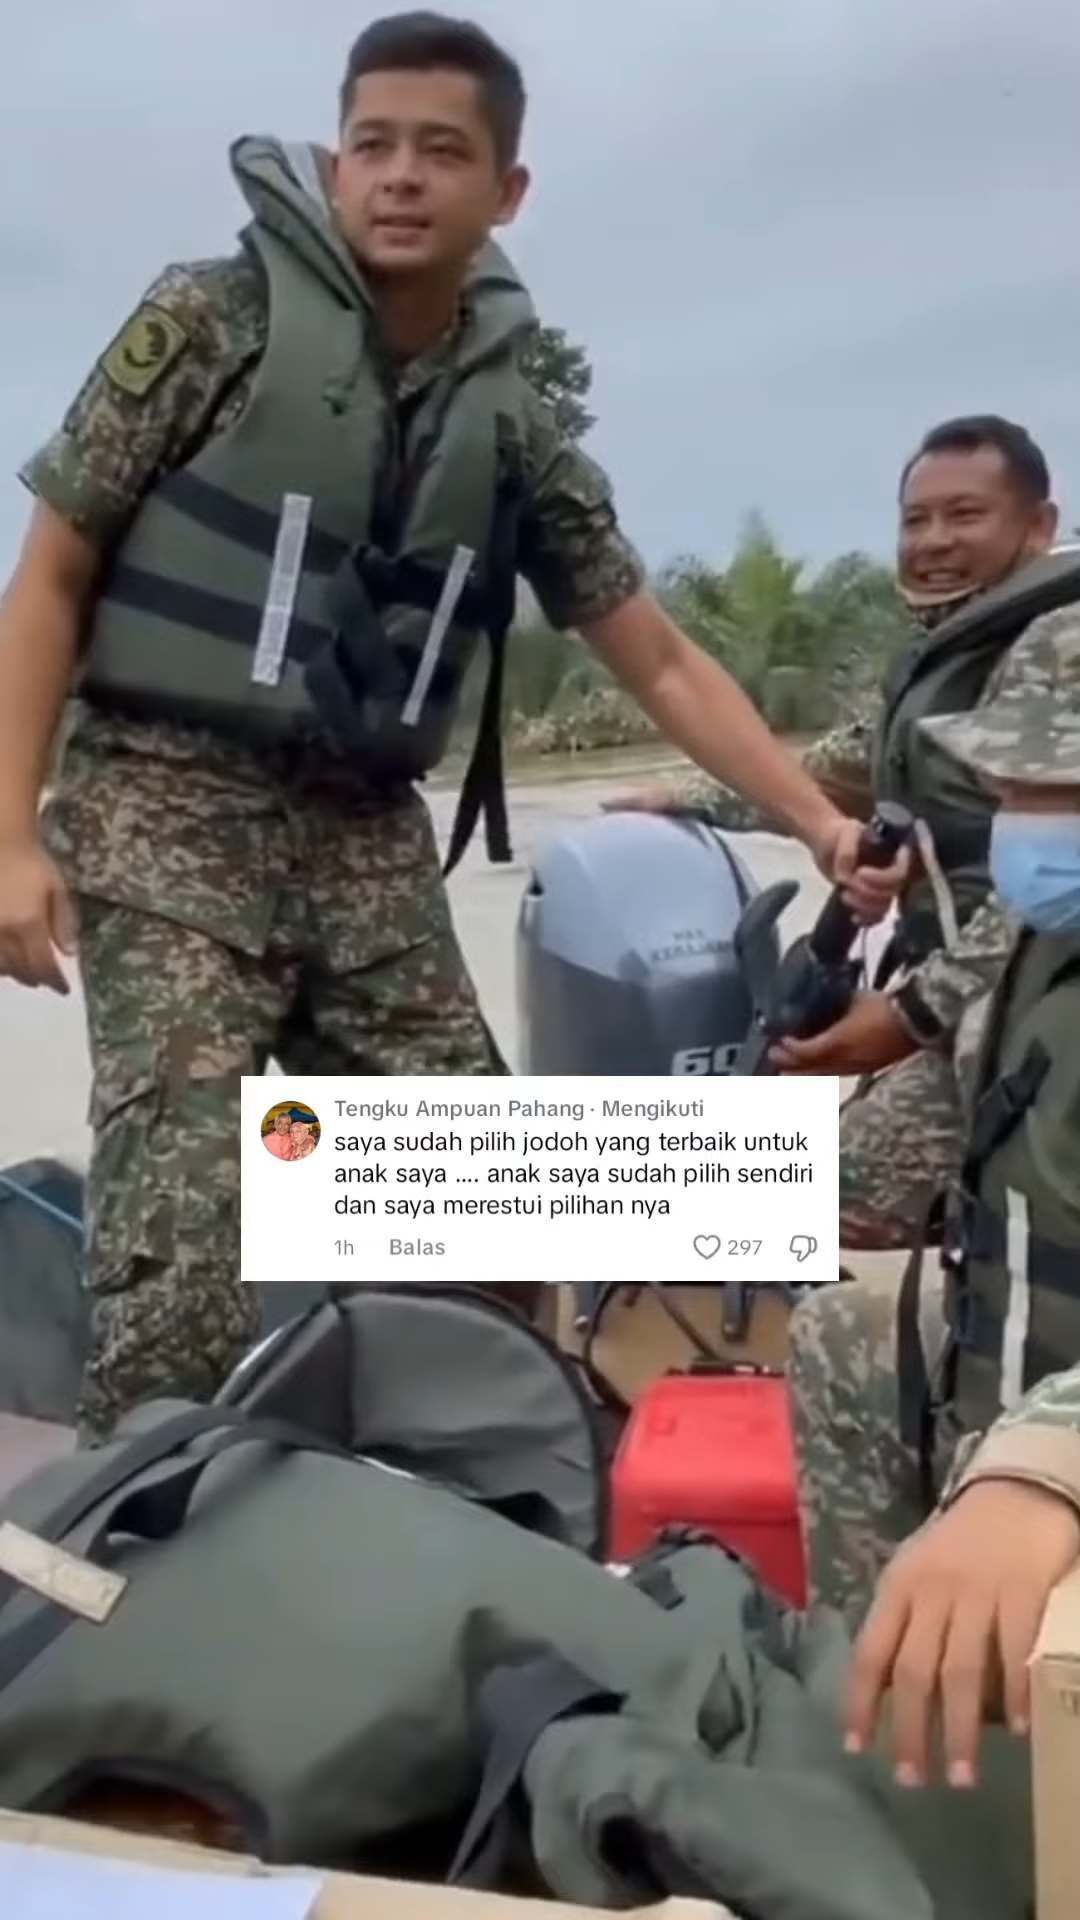 Tengku Ampuan Pahang · Mengikuti
saya sudah pilih jodoh yang terbaik untuk
anak saya .... anak saya sudah pilih sendiri
dan saya merestui pilihan nya
1h Balas 297
60